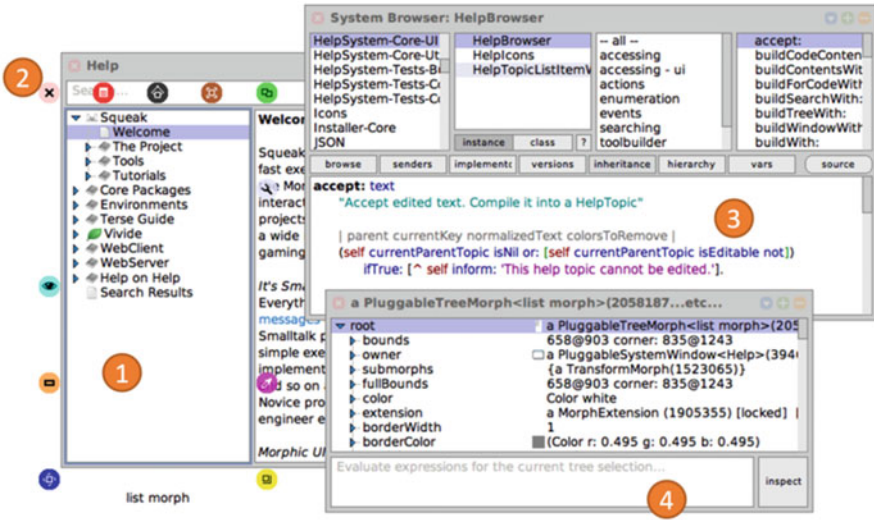 System Browser: HelpBrowser
HelpSystem-Core-UI
HelpSystem-Core-Ut
HelpSystem-Tests-Bu
HelpSystem-Tests-Co
HelpSystem-Tests-Co
Icons
Installer-Core
JSON
HelpBrowser
HelpIcons
HelpTopicListItemW
instance class ?
-- all --
accessing
accessing - ui
actions
enumeration
events
searching
toolbuilder
accept:
buildCodeConten
buildContentsWit
buildForCodeWith
buildSearchWith:
buildTreeWith:
buildWindowWith
buildWith:
browse senders implemento versions inheritance hierarchy vars source
accept: text
"Accept edited text. Compile it into a HelpTopic"
| parent currentKey normalizedText colorsToRemove |
(self currentParentTopic isNil or: [self currentParentTopic isEditable not])
ifTrue: [^ self inform: 'This help topic cannot be edited.'].
3
2
Help
Squeak
Welcome
The Project
Tools
Tutorials
Core Packages
Environments
Terse Guide
Vivide
WebClient
WebServer
Help on Help
Search Results
1
Welcor
Squeak
fast exe
Mor
interact
projects
a wide
gaming
It's Sma
Everyth
messages
Smalltalk p
simple exe
implement
d so on
Novice pro
engineer e
Morphic UI
list morph
a PluggableTreeMorph<list morph>(2058187...etc...
root a PluggableTreeMorph<list morph>(205
bounds 658@903 corner: 835@1243
owner a PluggableSystemWindow<Help>(394
submorphs {a TransformMorph(1523065)}
fullBounds 658@903 corner: 835@1243
color Color white
extension a MorphExtension (1905355) [locked]
borderWidth 1
borderColor (Color r: 0.495 g: 0.495 b: 0.495)
Evaluate expressions for the current tree selection...
inspect
4